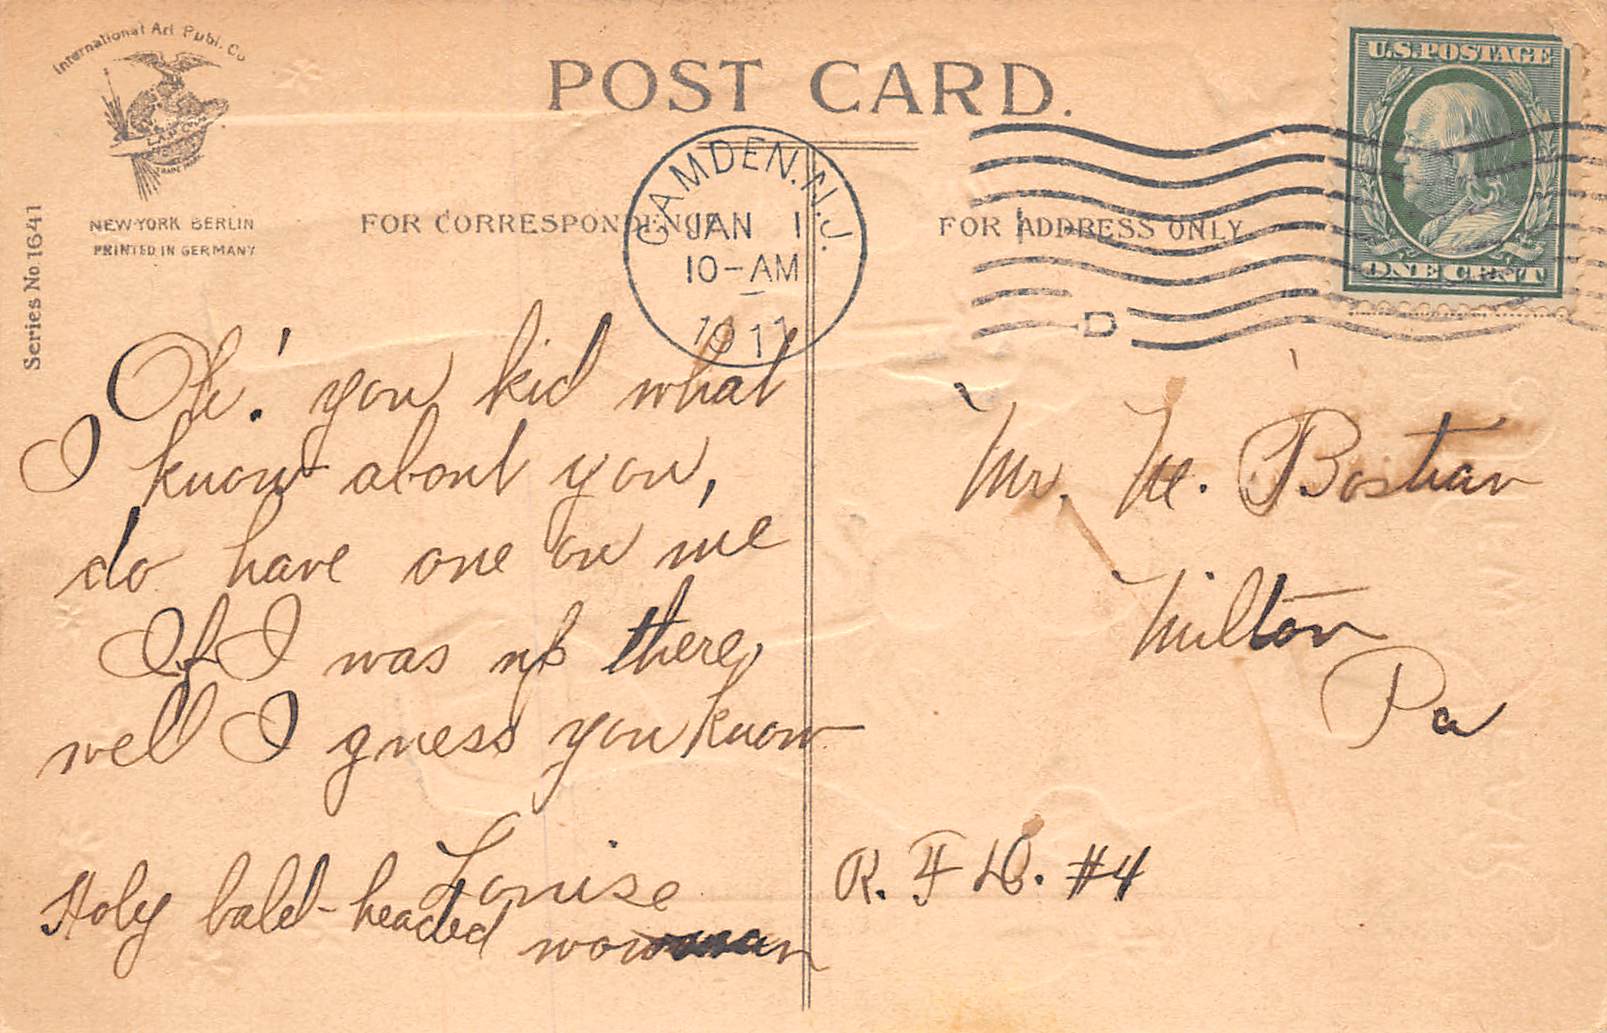 International Art Publ. Co
TRADE MARK
NEW-YORK BERLIN
PRINTED IN GERMANY
Series No 1641
POST CARD.
FOR CORRESPONDENCE
FOR ADDRESS ONLY
CAMDEN. N.J.
JAN 1
10-AM
1911
D
U.S. POSTAGE
ONE CENT
Oh! you kid what
I know about you,
do have one on me
If I was up there,
well I guess you know
Louise
Holy bald-headed
Mr. M. Bostian
Milton
Pa
R. F. D. #4